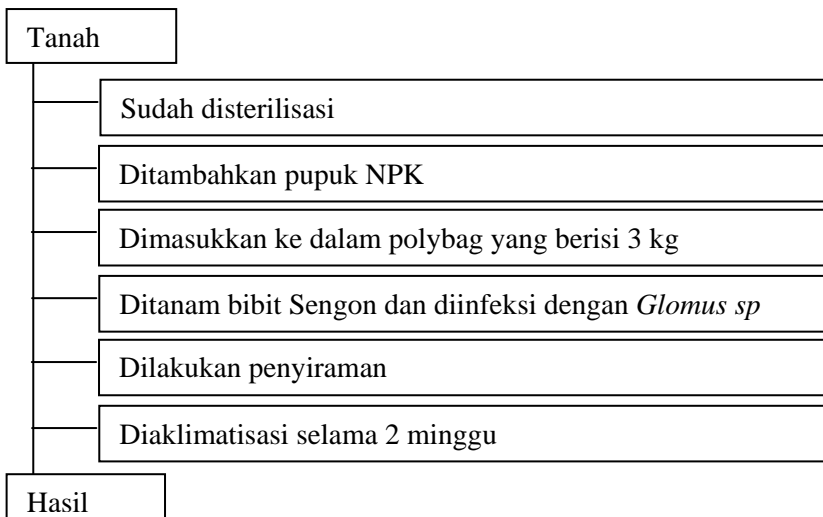 Tanah
Sudah disterilisasi
Ditambahkan pupuk NPK
Dimasukkan ke dalam polybag yang berisi 3 kg
Ditanam bibit Sengon dan diinfeksi dengan Glomus sp
Dilakukan penyiraman
Diaklimatisasi selama 2 minggu
Hasil